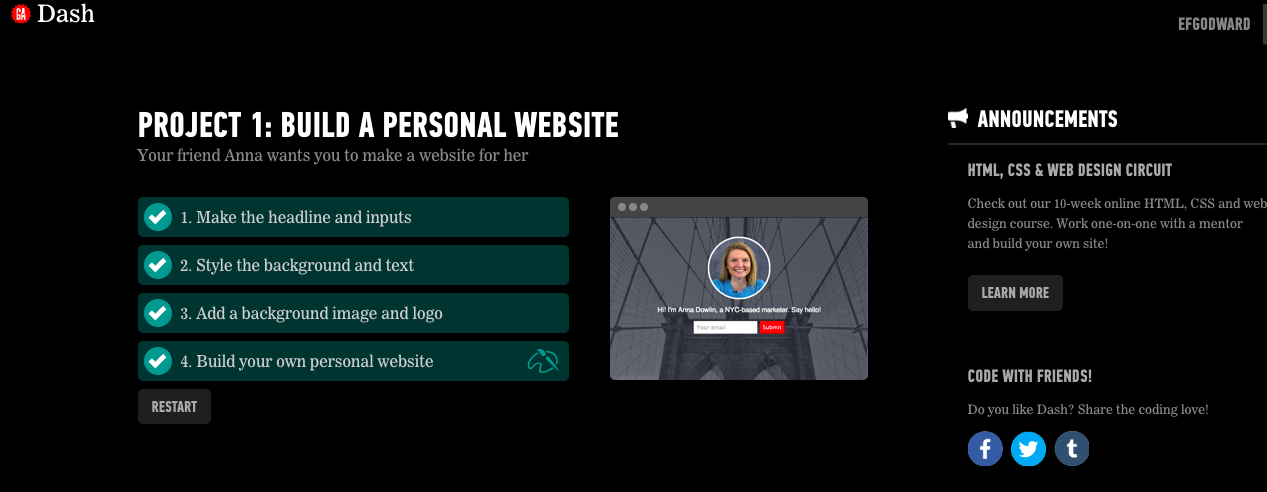 GA Dash
EFGODWARD
PROJECT 1: BUILD A PERSONAL WEBSITE
Your friend Anna wants you to make a website for her
1. Make the headline and inputs
2. Style the background and text
3. Add a background image and logo
4. Build your own personal website
RESTART
Hi! I'm Anna Dowlin, a NYC-based marketer. Say hello!
Your email
Submit
ANNOUNCEMENTS
HTML, CSS & WEB DESIGN CIRCUIT
Check out our 10-week online HTML, CSS and web
design course. Work one-on-one with a mentor
and build your own site!
LEARN MORE
CODE WITH FRIENDS!
Do you like Dash? Share the coding love!